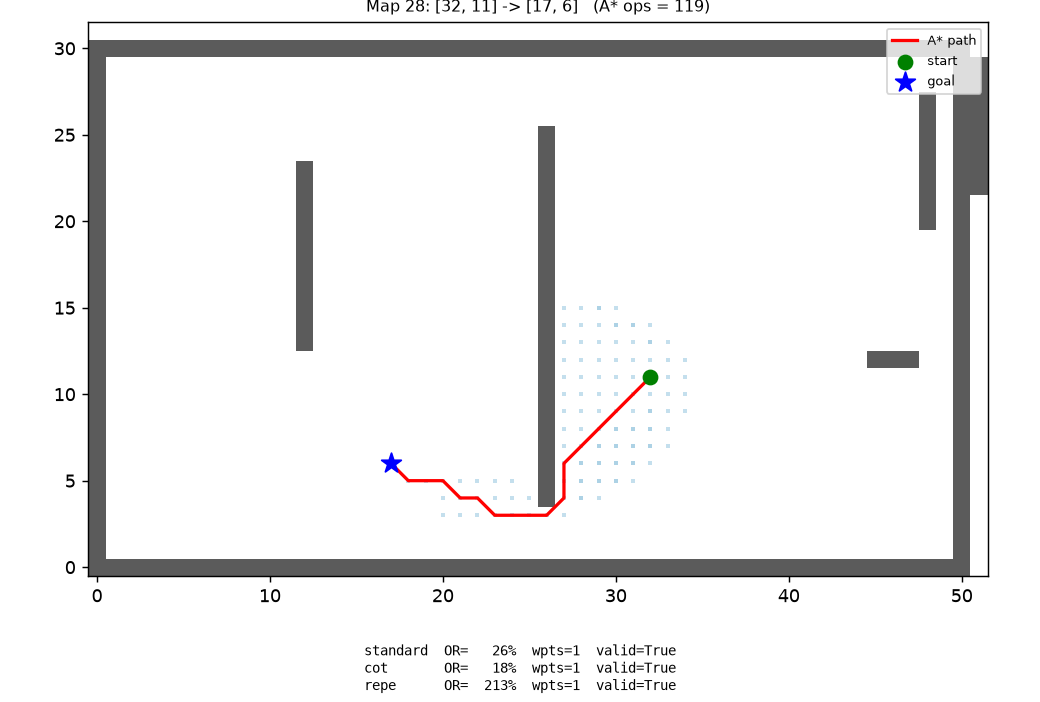 Map 28: [32, 11] -> [17, 6]   (A* ops = 119)
A* path
start
goal
30
25
20
15
10
5
0
0 10 20 30 40 50
standard  OR=   26%  wpts=1  valid=True
cot       OR=   18%  wpts=1  valid=True
repe      OR=  213%  wpts=1  valid=True